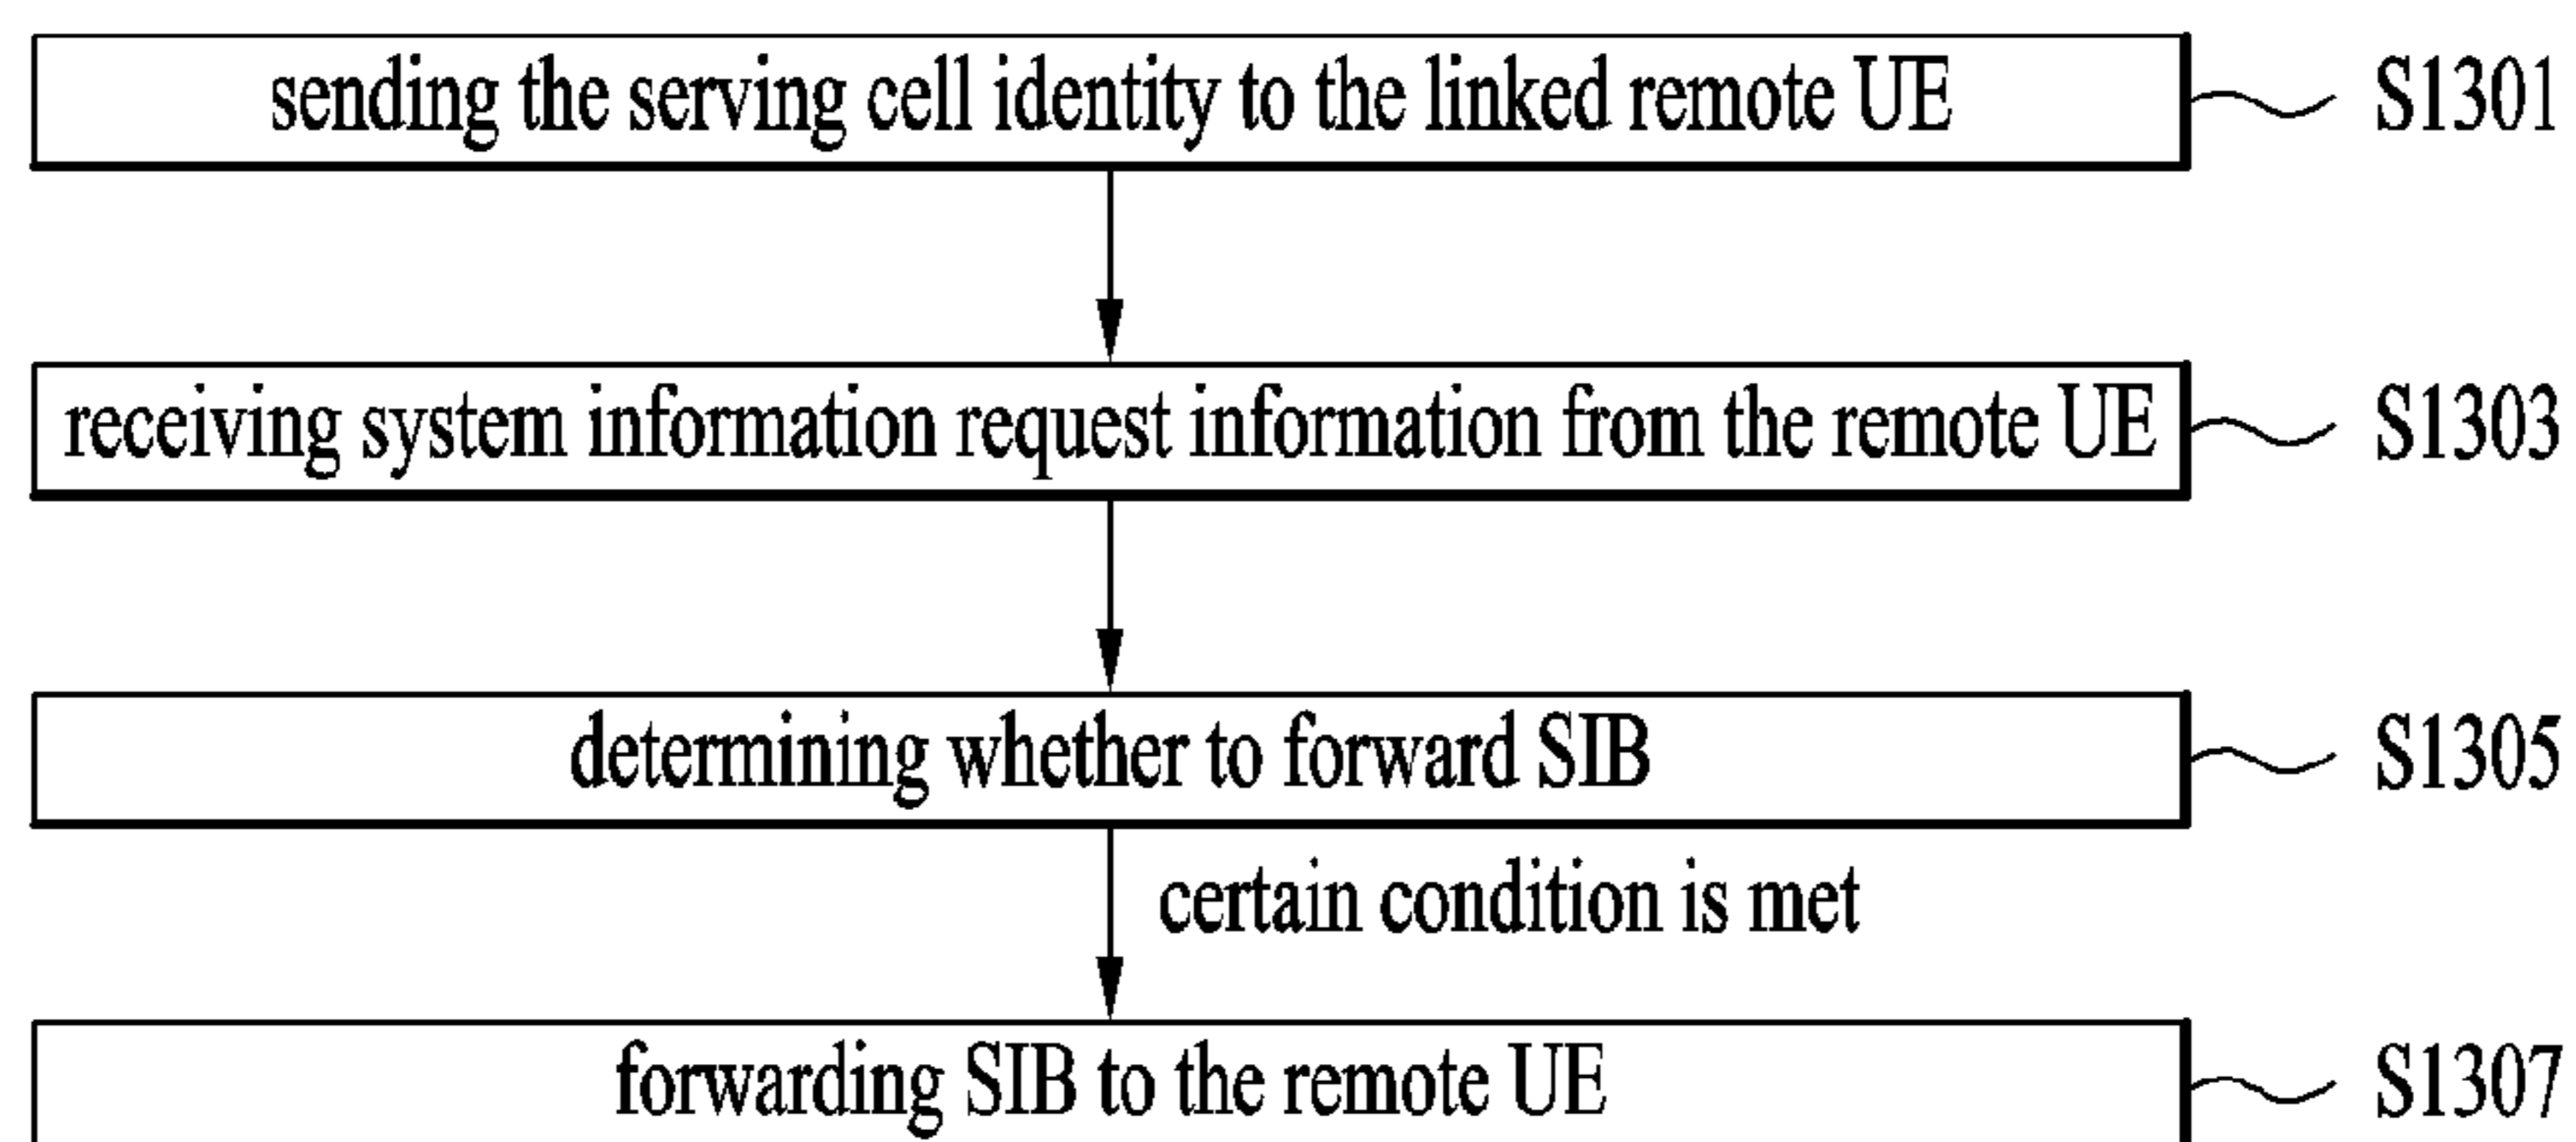 sending the serving cell identity to the linked remote UE S1301
receiving system information request information from the remote UE S1303
determining whether to forward SIB S1305
certain condition is met
forwarding SIB to the remote UE S1307